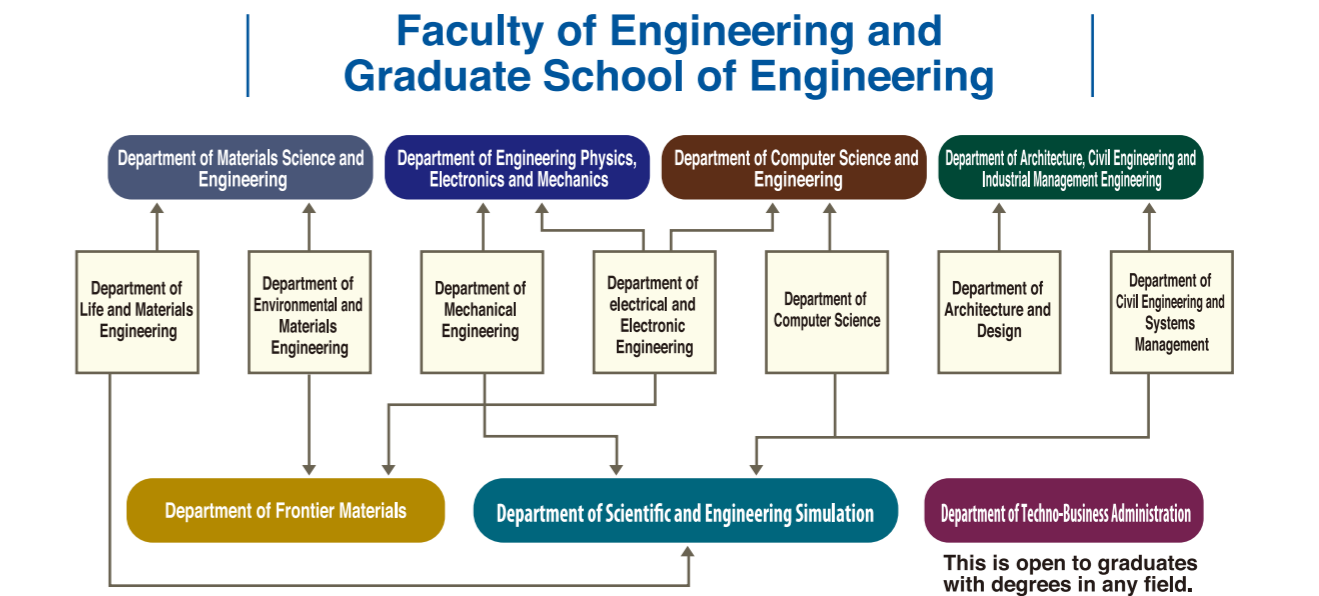 Faculty of Engineering and
Graduate School of Engineering
Department of Materials Science and
Engineering
Department of Engineering Physics,
Electronics and Mechanics
Department of Computer Science and
Engineering
Department of Architecture, Civil Engineering and
Industrial Management Engineering
Department of
Life and Materials
Engineering
Department of
Environmental and
Materials
Engineering
Department of
Mechanical
Engineering
Department of
electrical and
Electronic
Engineering
Department of
Computer Science
Department of
Architecture and
Design
Department of
Civil Engineering and
Systems
Management
Department of Frontier Materials
Department of Scientific and Engineering Simulation
Department of Techno-Business Administration
This is open to graduates
with degrees in any field.